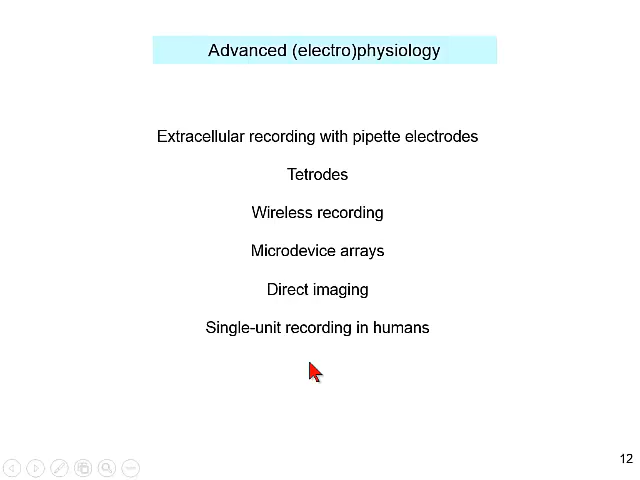 Advanced (electro)physiology
Extracellular recording with pipette electrodes
Tetrodes
Wireless recording
Microdevice arrays
Direct imaging
Single-unit recording in humans
12